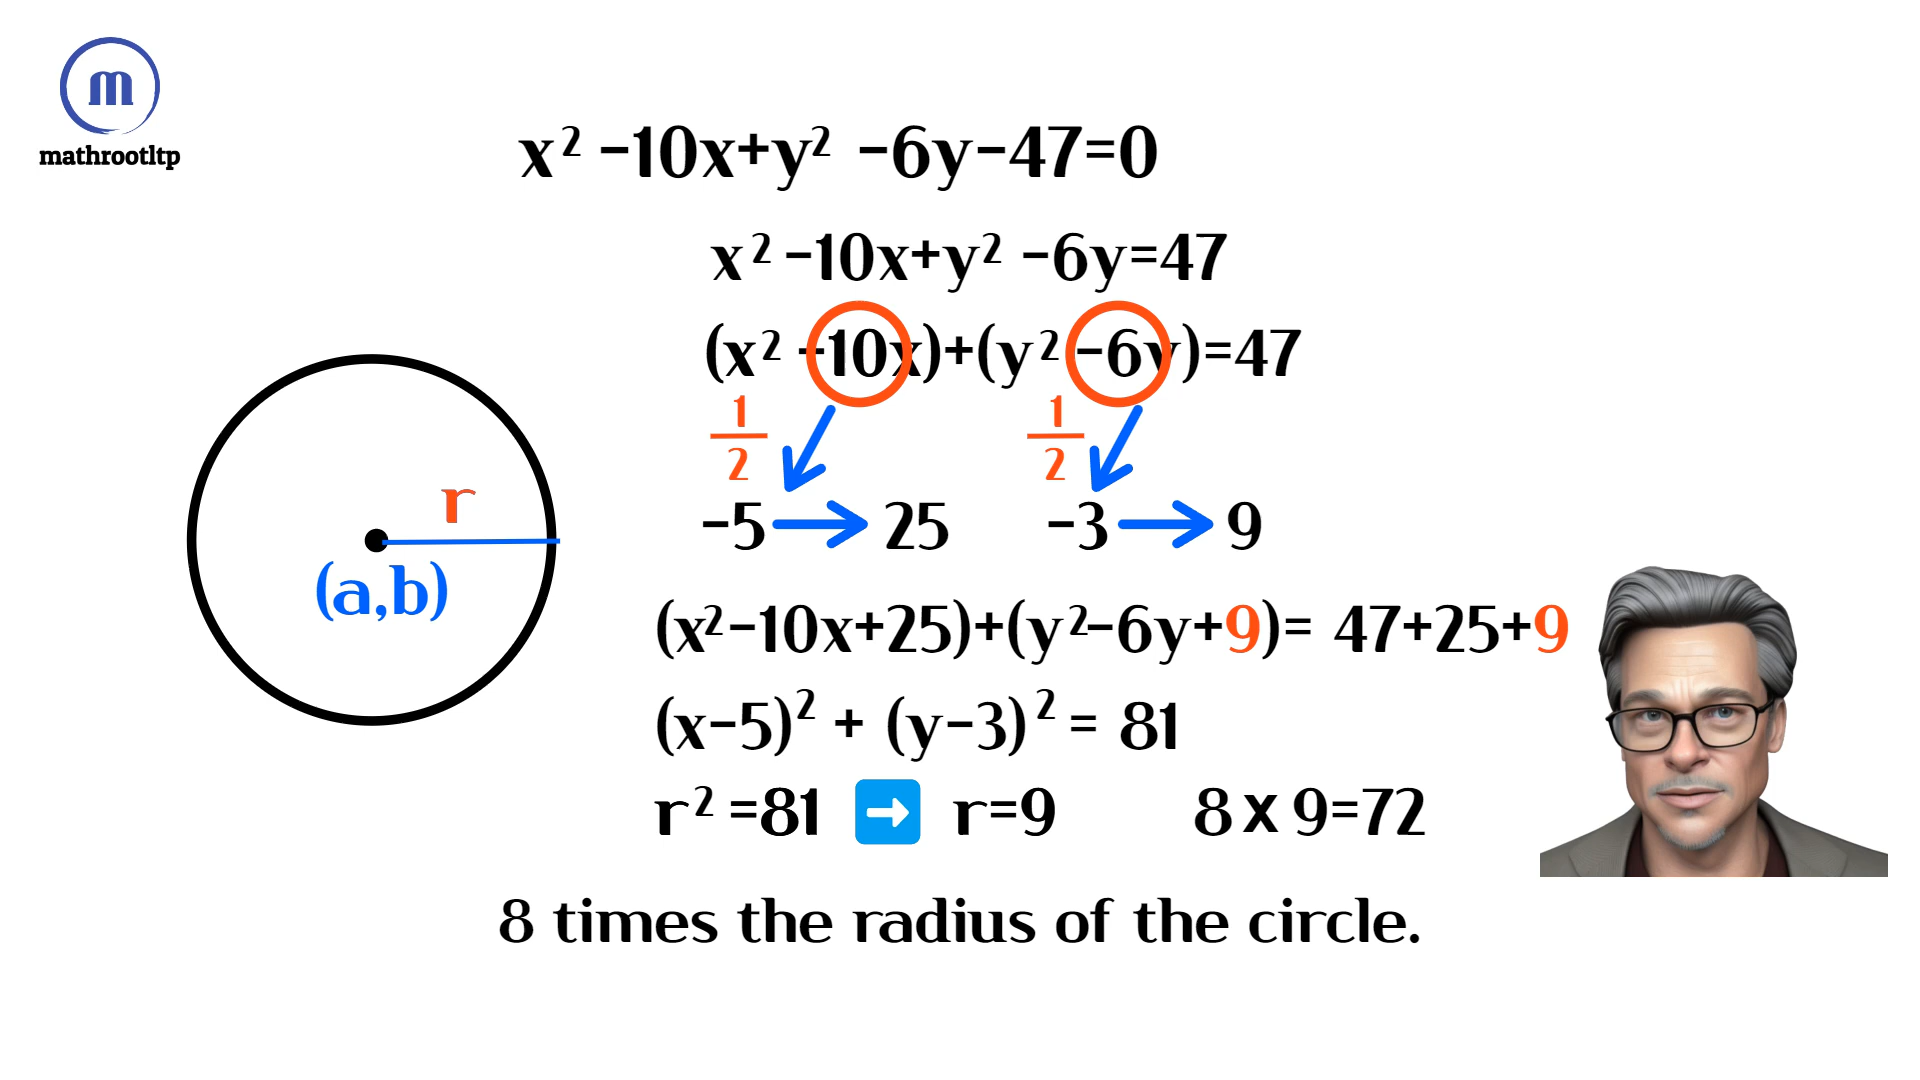 m
mathrootltp
x² -10x+y² -6y-47=0
x² -10x+y² -6y=47
(x² -10x)+(y² -6y)=47
1/2 1/2
-5 → 25 -3 → 9
r
(a,b)
(x²-10x+25)+(y²-6y+9)= 47+25+9
(x-5)² + (y-3)² = 81
r² =81 ➡ r=9 8 x 9=72
8 times the radius of the circle.